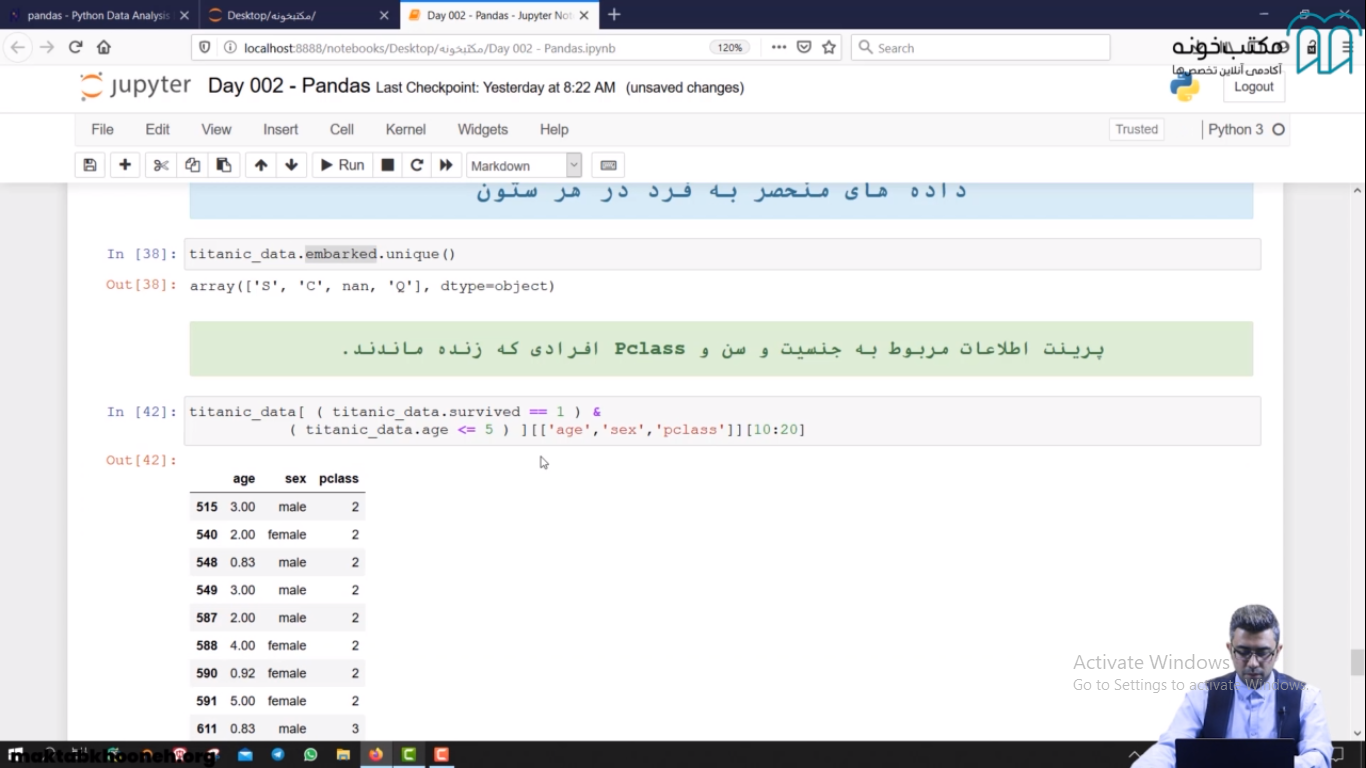 pandas - Python Data Analysis
Desktop/مکتبخونه/
Day 002 - Pandas - Jupyter Not
localhost:8888/notebooks/Desktop/مکتبخونه/Day 002 - Pandas.ipynb
120%
Search
مکتب‌خونه
آکادمی آنلاین تخصص‌ها
jupyter
Day 002 - Pandas Last Checkpoint: Yesterday at 8:22 AM (unsaved changes)
Logout
File Edit View Insert Cell Kernel Widgets Help
Trusted
Python 3
Run
Markdown
داده های منحصر به فرد در هر ستون
In [38]: titanic_data.embarked.unique()
Out[38]: array(['S', 'C', nan, 'Q'], dtype=object)
پرینت اطلاعات مربوط به جنسیت و سن و Pclass افرادی که زنده ماندند.
In [42]: titanic_data[ ( titanic_data.survived == 1 ) &
( titanic_data.age <= 5 ) ][['age','sex','pclass']][10:20]
Out[42]:
age sex pclass
515 3.00 male 2
540 2.00 female 2
548 0.83 male 2
549 3.00 male 2
587 2.00 male 2
588 4.00 female 2
590 0.92 female 2
591 5.00 female 2
611 0.83 male 3
Activate Windows
Go to Settings to activate Windows.
maktabkhooneh.org